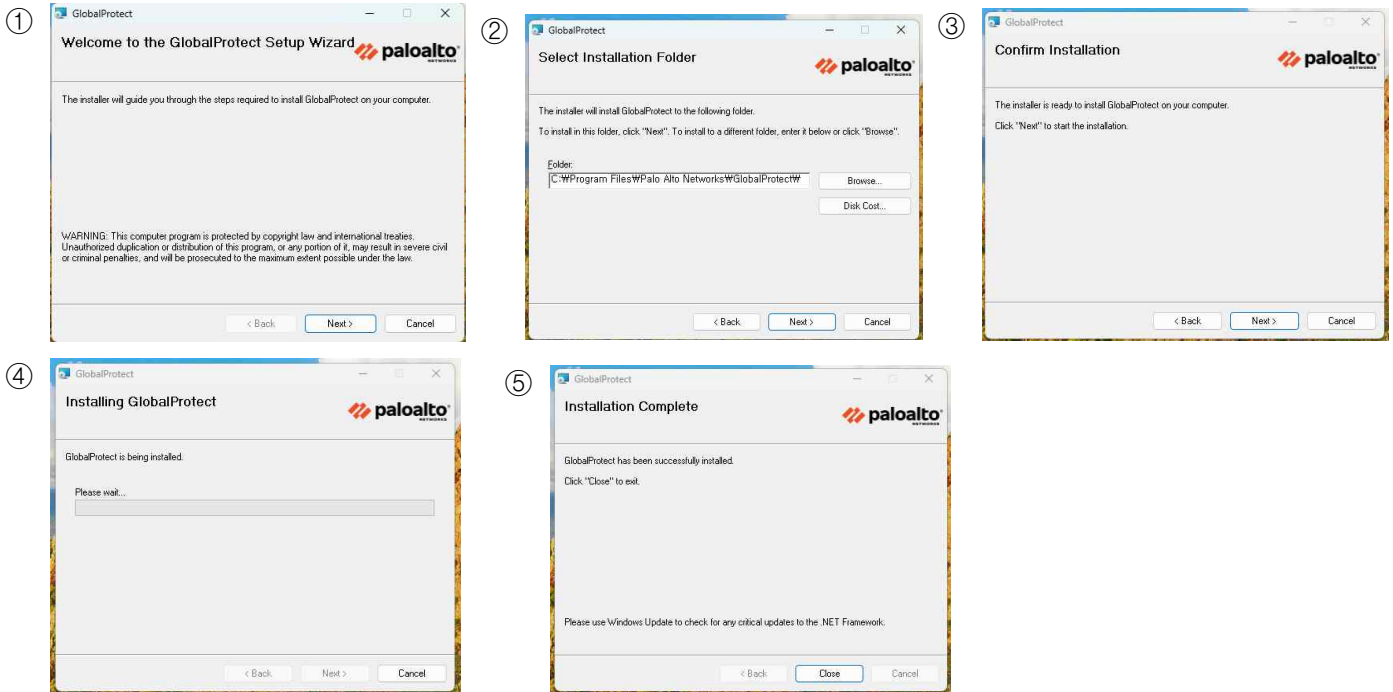 ①
GlobalProtect
Welcome to the GlobalProtect Setup Wizard
paloalto
NETWORKS
The installer will guide you through the steps required to install GlobalProtect on your computer.
WARNING: This computer program is protected by copyright law and international treaties.
Unauthorized duplication or distribution of this program, or any portion of it, may result in severe civil
or criminal penalties, and will be prosecuted to the maximum extent possible under the law.
< Back
Next >
Cancel
②
GlobalProtect
Select Installation Folder
paloalto
NETWORKS
The installer will install GlobalProtect to the following folder.
To install in this folder, click "Next". To install to a different folder, enter it below or click "Browse".
Folder:
C:₩Program Files₩Palo Alto Networks₩GlobalProtect₩
Browse...
Disk Cost...
< Back
Next >
Cancel
③
GlobalProtect
Confirm Installation
paloalto
NETWORKS
The installer is ready to install GlobalProtect on your computer.
Click "Next" to start the installation.
< Back
Next >
Cancel
④
GlobalProtect
Installing GlobalProtect
paloalto
NETWORKS
GlobalProtect is being installed.
Please wait...
< Back
Next >
Cancel
⑤
GlobalProtect
Installation Complete
paloalto
NETWORKS
GlobalProtect has been successfully installed.
Click "Close" to exit.
Please use Windows Update to check for any critical updates to the .NET Framework.
< Back
Close
Cancel